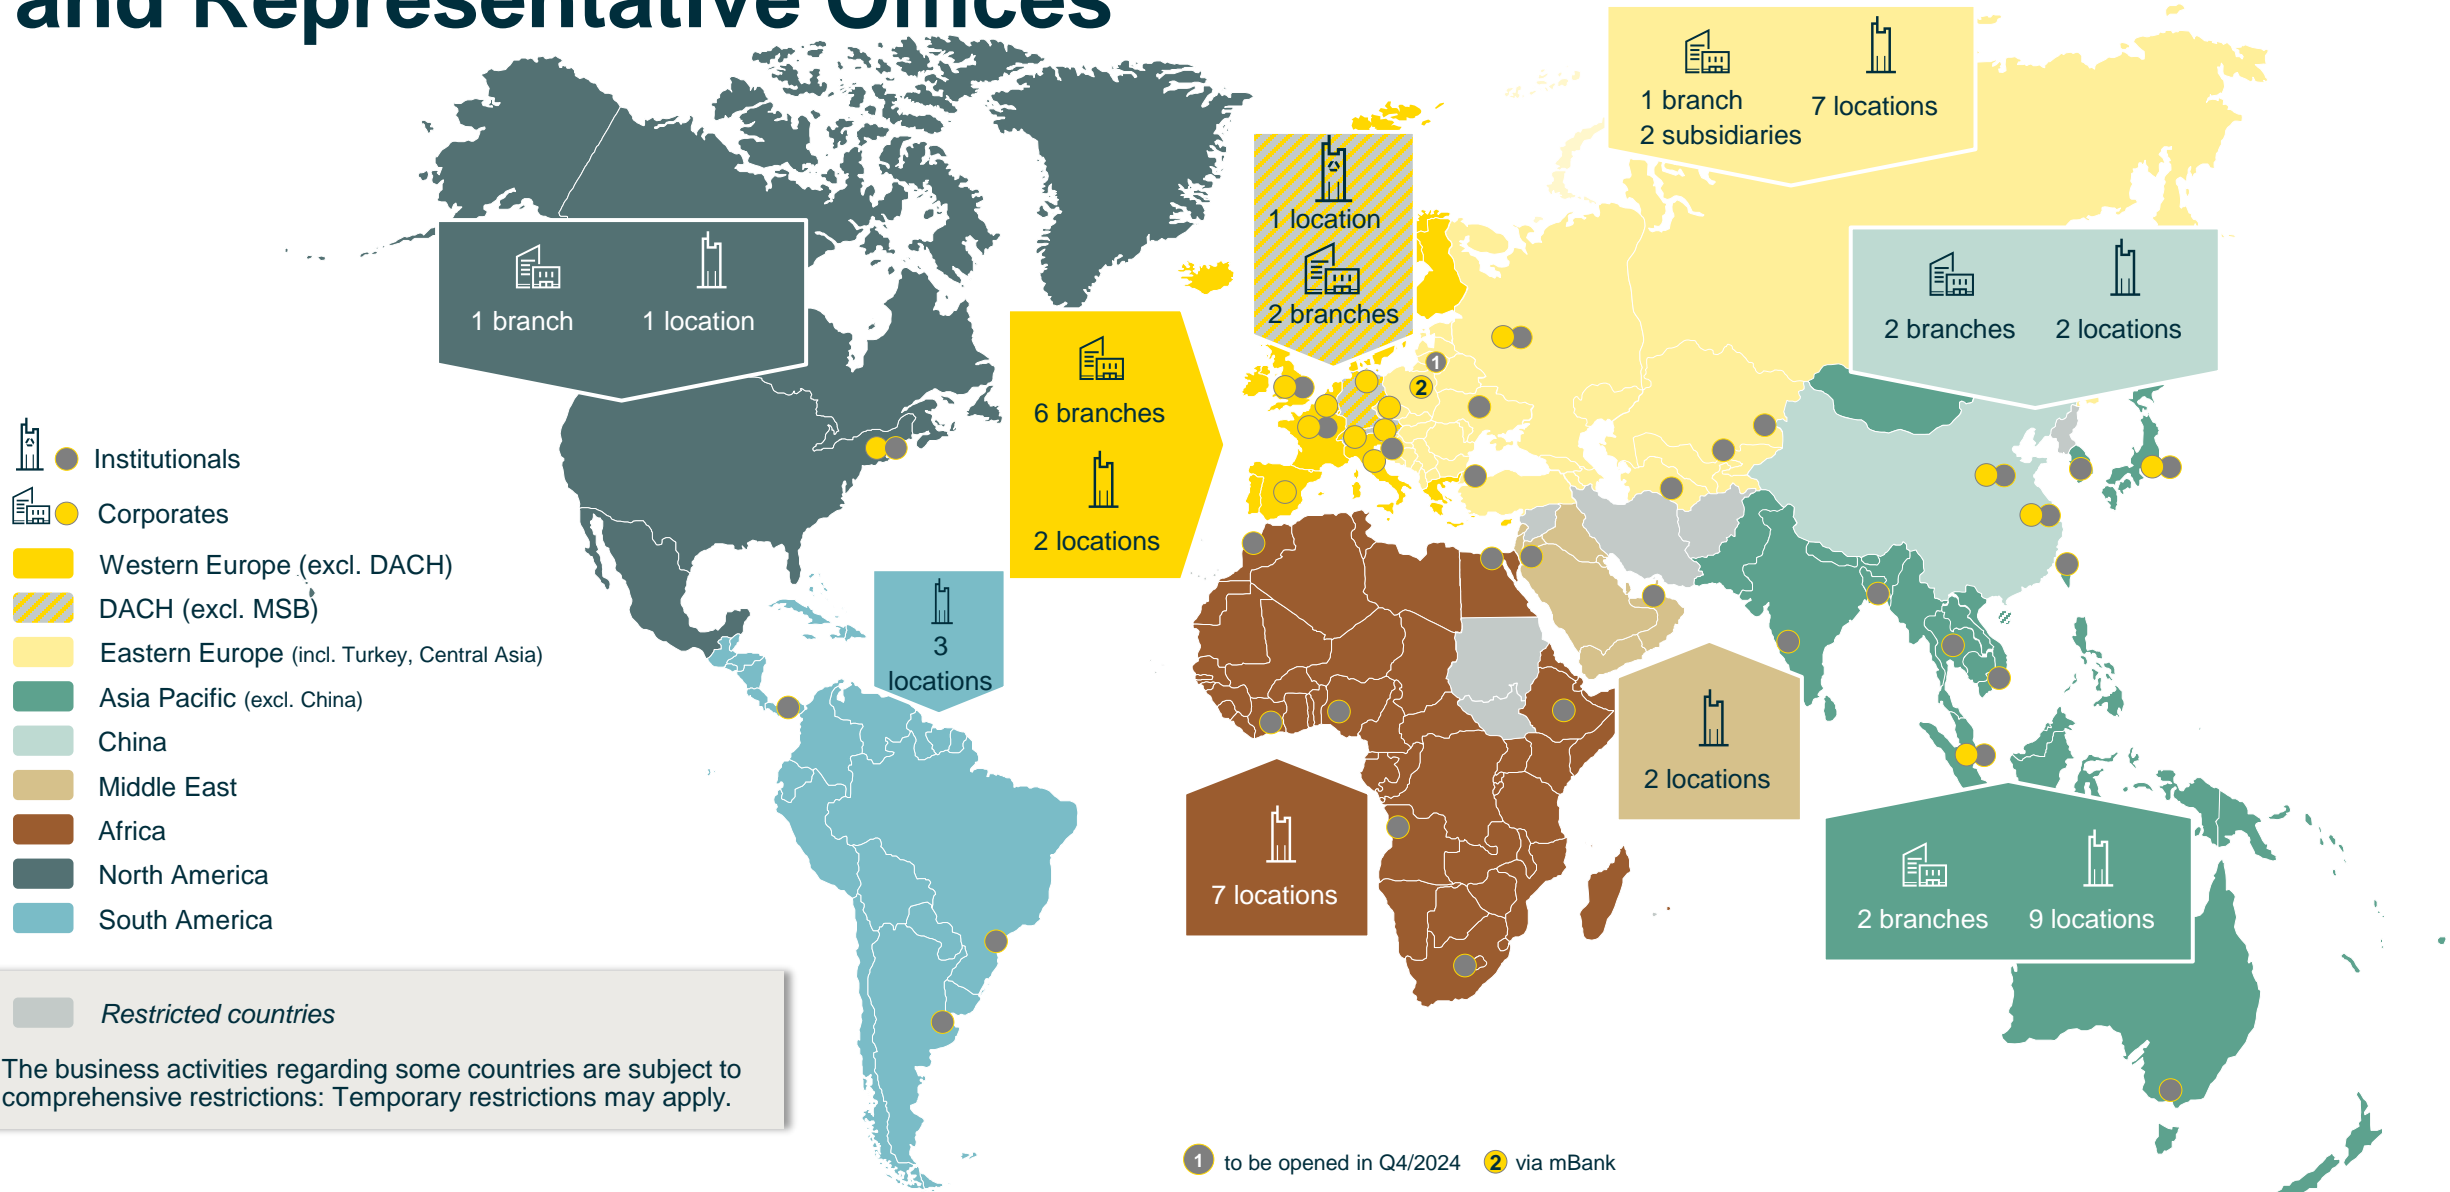 and Representative Offices
1 branch
2 subsidiaries
7 locations
1 location
2 branches
1 branch
1 location
2 branches
2 locations
6 branches
2 locations
1
2
Institutionals
Corporates
Western Europe (excl. DACH)
DACH (excl. MSB)
Eastern Europe (incl. Turkey, Central Asia)
Asia Pacific (excl. China)
China
Middle East
Africa
North America
South America
3
locations
2 locations
7 locations
2 branches
9 locations
Restricted countries
The business activities regarding some countries are subject to
comprehensive restrictions: Temporary restrictions may apply.
1 to be opened in Q4/2024 2 via mBank